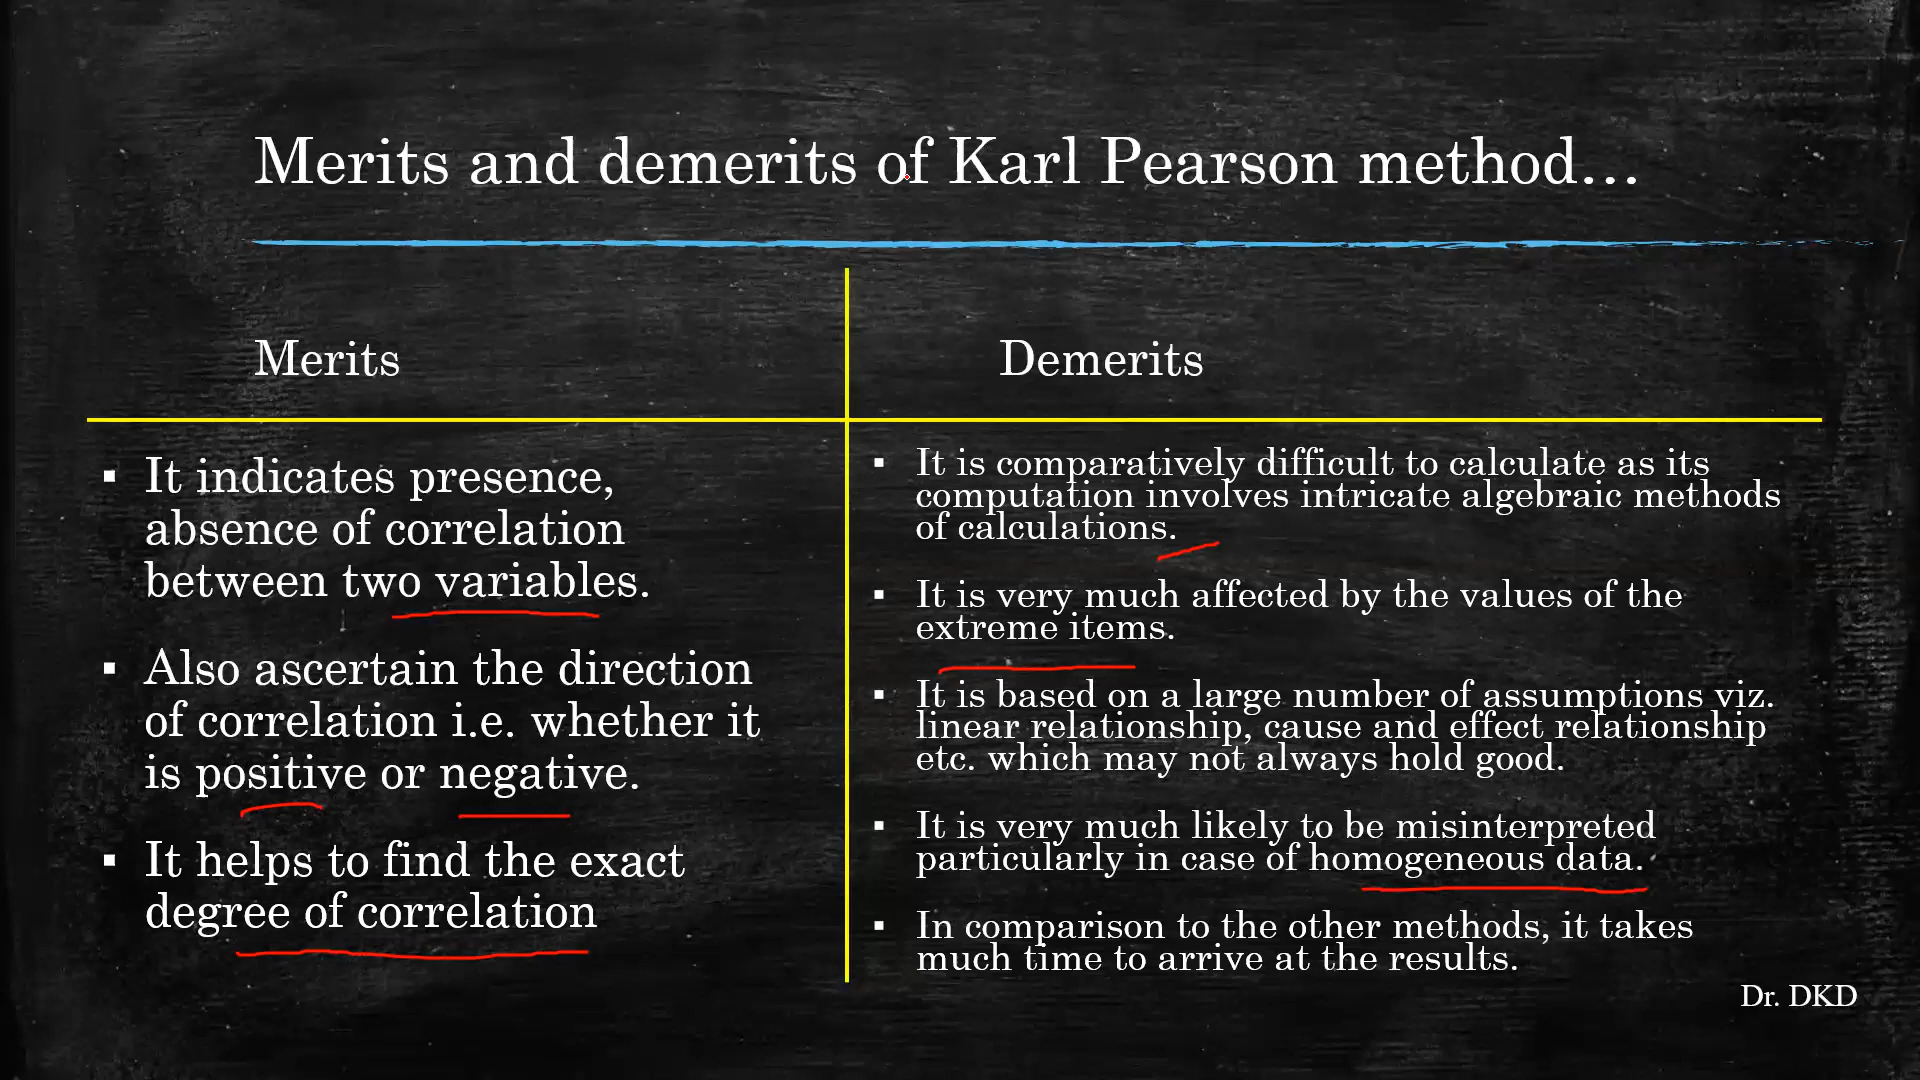 Merits and demerits of Karl Pearson method...
Merits
▪ It indicates presence,
absence of correlation
between two variables.
▪ Also ascertain the direction
of correlation i.e. whether it
is positive or negative.
▪ It helps to find the exact
degree of correlation
Demerits
▪ It is comparatively difficult to calculate as its
computation involves intricate algebraic methods
of calculations.
▪ It is very much affected by the values of the
extreme items.
▪ It is based on a large number of assumptions viz.
linear relationship, cause and effect relationship
etc. which may not always hold good.
▪ It is very much likely to be misinterpreted
particularly in case of homogeneous data.
▪ In comparison to the other methods, it takes
much time to arrive at the results.
Dr. DKD